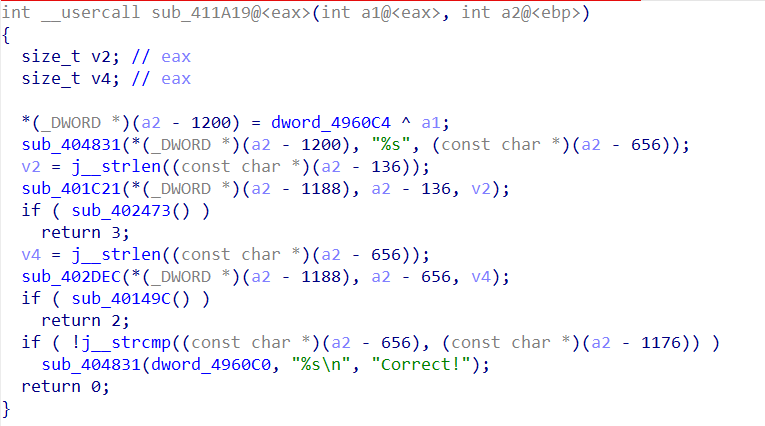 int __usercall sub_411A19@<eax>(int a1@<eax>, int a2@<ebp>)
{
  size_t v2; // eax
  size_t v4; // eax

  *(_DWORD *)(a2 - 1200) = dword_4960C4 ^ a1;
  sub_404831(*(_DWORD *)(a2 - 1200), "%s", (const char *)(a2 - 656));
  v2 = j__strlen((const char *)(a2 - 136));
  sub_401C21(*(_DWORD *)(a2 - 1188), a2 - 136, v2);
  if ( sub_402473() )
    return 3;
  v4 = j__strlen((const char *)(a2 - 656));
  sub_402DEC(*(_DWORD *)(a2 - 1188), a2 - 656, v4);
  if ( sub_40149C() )
    return 2;
  if ( !j__strcmp((const char *)(a2 - 656), (const char *)(a2 - 1176)) )
    sub_404831(dword_4960C0, "%s\n", "Correct!");
  return 0;
}